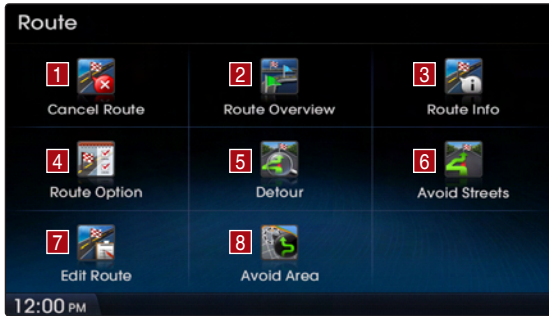 Route
1 2 3
Cancel Route Route Overview Route Info
4 5 6
Route Option Detour Avoid Streets
7 8
Edit Route Avoid Area
12:00 PM